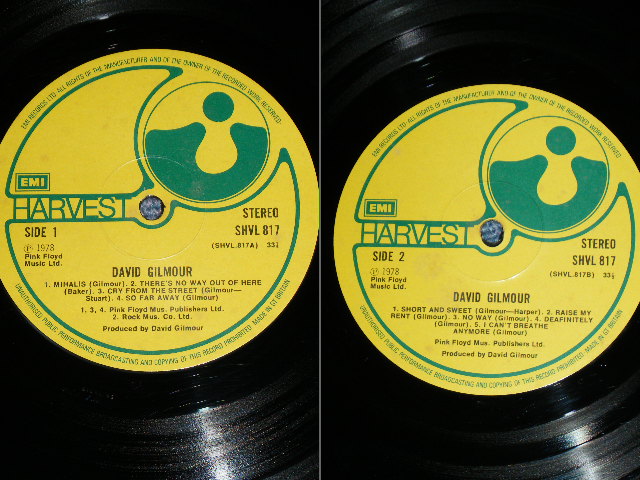 EMI RECORDS LTD. ALL RIGHTS OF THE MANUFACTURER AND OF THE OWNER OF THE RECORDED WORK RESERVED
EMI
HARVEST
SIDE 1
STEREO
SHVL 817
(SHVL.817A) 33⅓
℗ 1978
Pink Floyd
Music Ltd.
DAVID GILMOUR
1. MIHALIS (Gilmour). 2. THERE'S NO WAY OUT OF HERE
(Baker). 3. CRY FROM THE STREET (Gilmour—
Stuart). 4. SO FAR AWAY (Gilmour)
1, 3, 4. Pink Floyd Mus. Publishers Ltd.
2. Rock Mus. Co. Ltd.
Produced by David Gilmour
UNAUTHORISED PUBLIC PERFORMANCE BROADCASTING AND COPYING OF THIS RECORD PROHIBITED. MADE IN GT BRITAIN
EMI RECORDS LTD. ALL RIGHTS OF THE MANUFACTURER AND OF THE OWNER OF THE RECORDED WORK RESERVED
EMI
HARVEST
SIDE 2
STEREO
SHVL 817
(SHVL.817B) 33⅓
℗ 1978
Pink Floyd
Music Ltd.
DAVID GILMOUR
1. SHORT AND SWEET (Gilmour—Harper). 2. RAISE MY
RENT (Gilmour). 3. NO WAY (Gilmour). 4. DEAFINITELY
(Gilmour). 5. I CAN'T BREATHE
ANYMORE (Gilmour)
Pink Floyd Mus. Publishers Ltd.
Produced by David Gilmour
UNAUTHORISED PUBLIC PERFORMANCE BROADCASTING AND COPYING OF THIS RECORD PROHIBITED. MADE IN GT BRITAIN